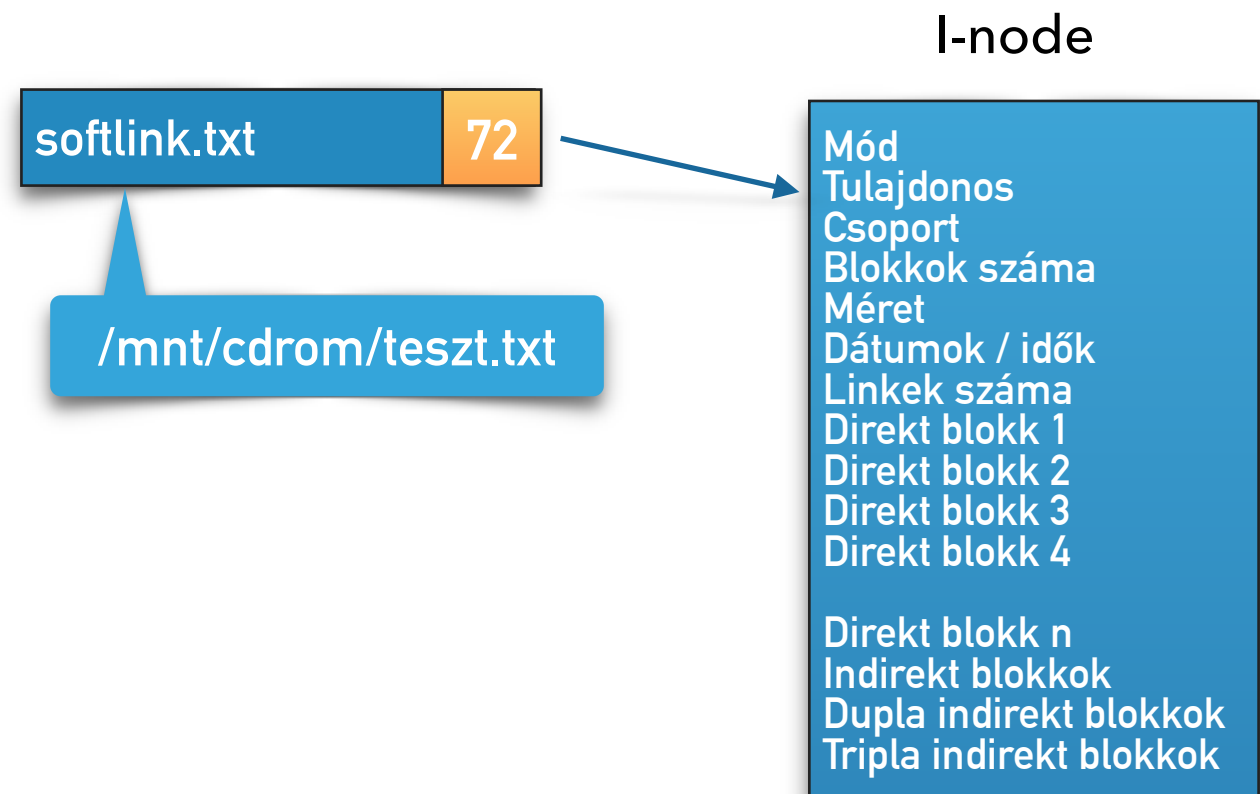 I-node
softlink.txt 72
/mnt/cdrom/teszt.txt
Mód
Tulajdonos
Csoport
Blokkok száma
Méret
Dátumok / idők
Linkek száma
Direkt blokk 1
Direkt blokk 2
Direkt blokk 3
Direkt blokk 4
Direkt blokk n
Indirekt blokkok
Dupla indirekt blokkok
Tripla indirekt blokkok